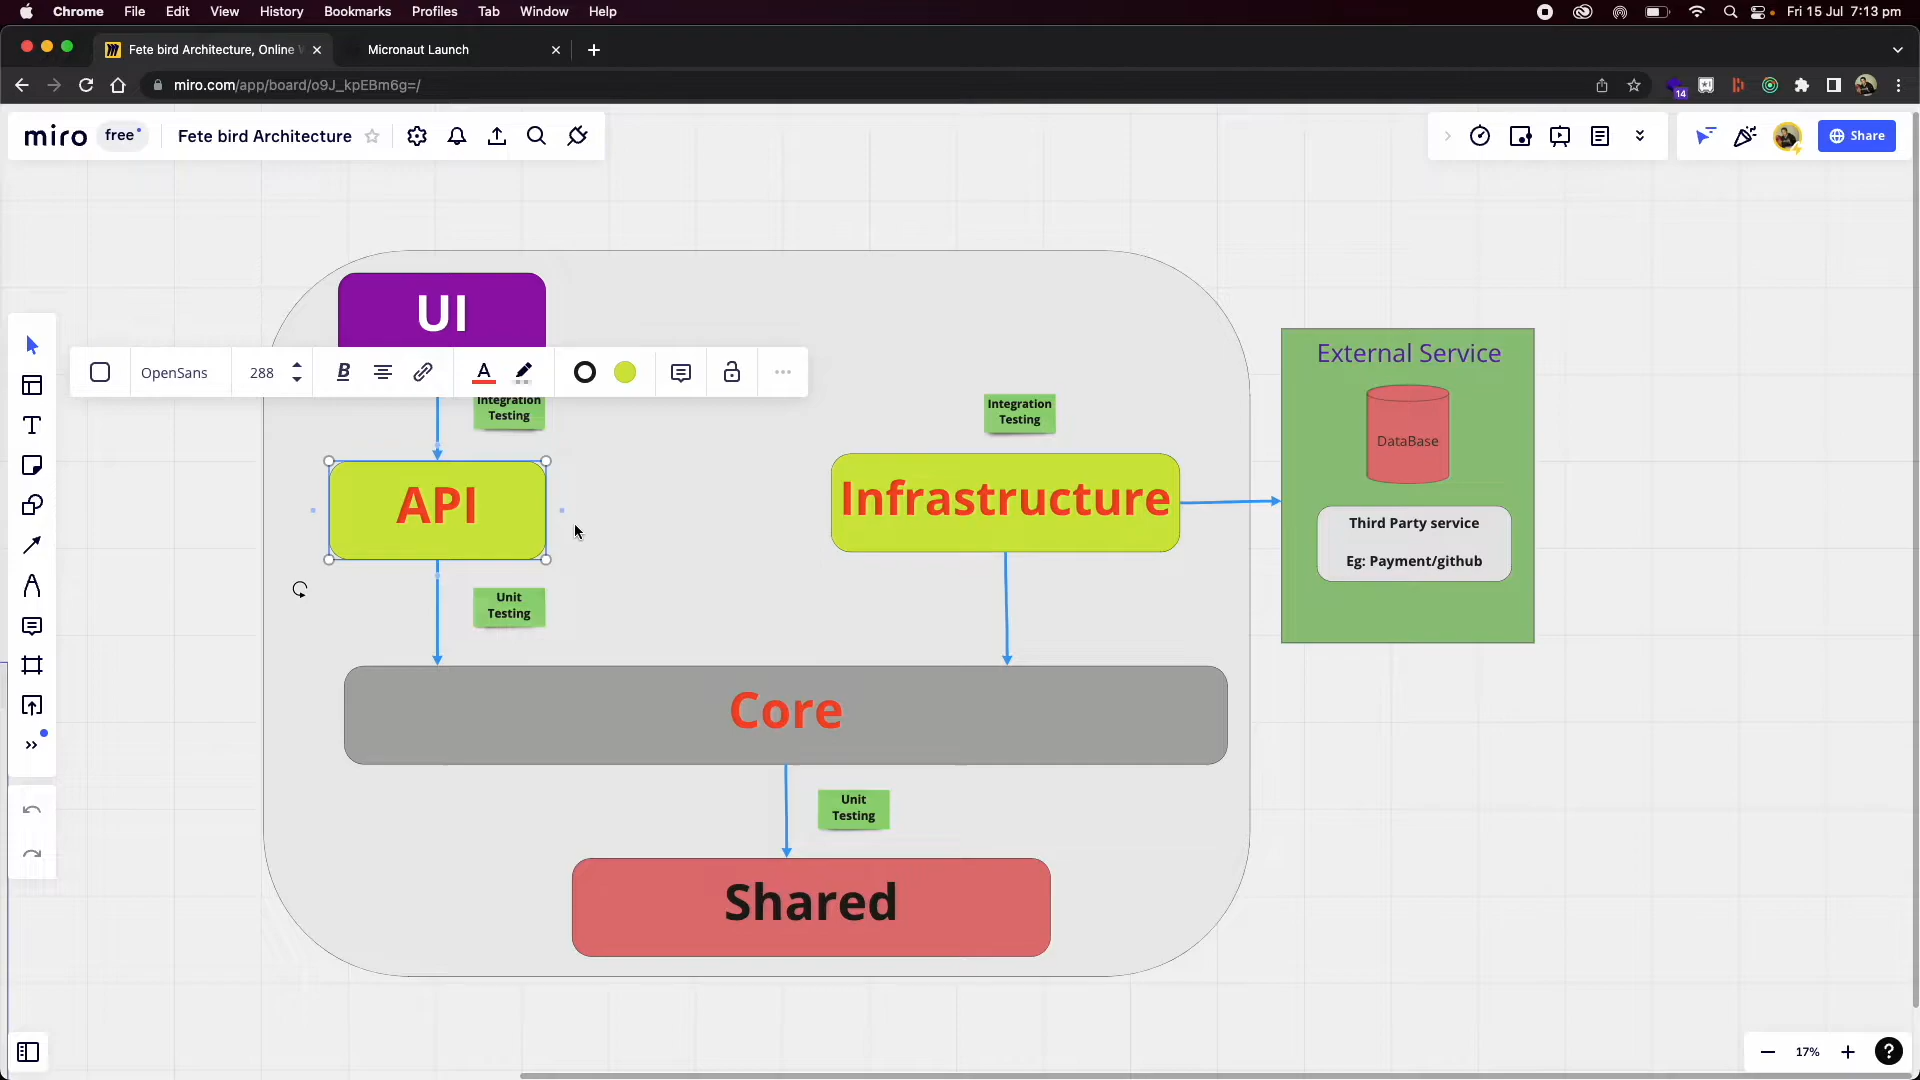 Chrome File Edit View History Bookmarks Profiles Tab Window Help Fri 15 Jul 7:13 pm
Fete bird Architecture, Online Micronaut Launch
miro.com/app/board/o9J_kpEBm6g=/
14
miro free Fete bird Architecture Share
UI
OpenSans 288 B A
Integration
Testing
API
Unit
Testing
Integration
Testing
Infrastructure
External Service
DataBase
Third Party service
Eg: Payment/github
Core
Unit
Testing
Shared
17%